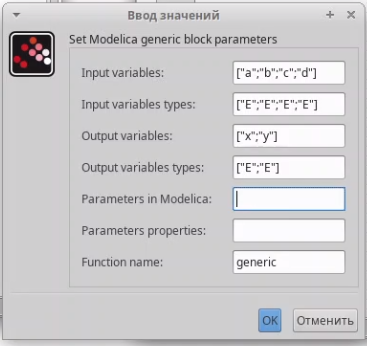 Ввод значений
Set Modelica generic block parameters
Input variables: ["a";"b";"c";"d"]
Input variables types: ["E";"E";"E";"E"]
Output variables: ["x";"y"]
Output variables types: ["E";"E"]
Parameters in Modelica:
Parameters properties:
Function name: generic
OK Отменить